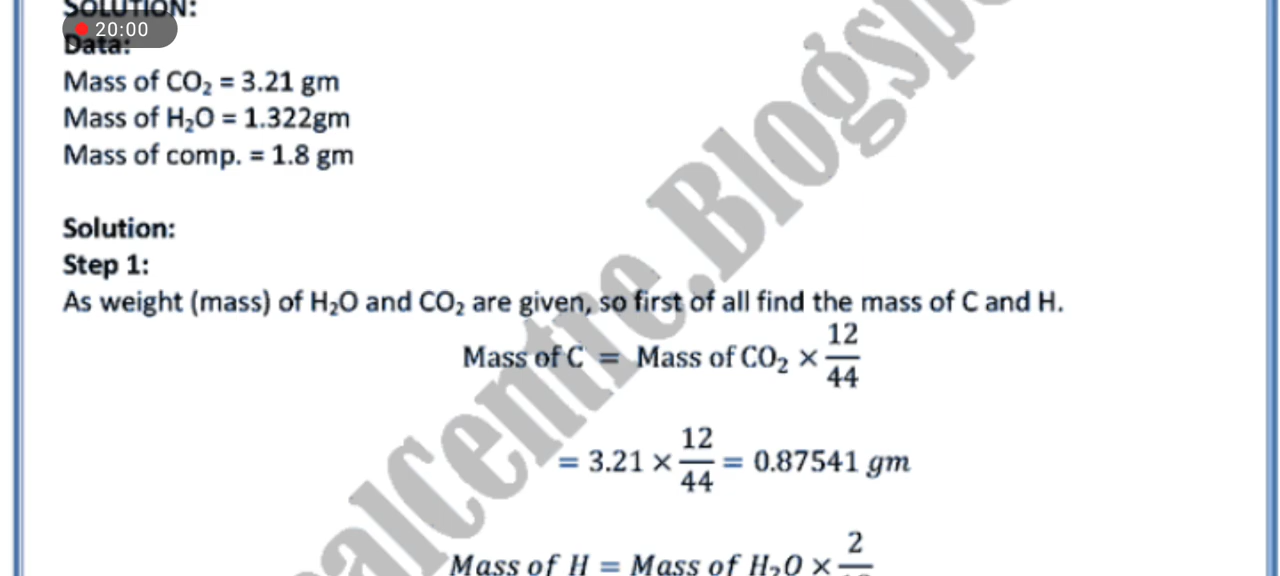 SOLUTION:
20:00
Data:
Mass of CO₂ = 3.21 gm
Mass of H₂O = 1.322gm
Mass of comp. = 1.8 gm
Solution:
Step 1:
As weight (mass) of H₂O and CO₂ are given, so first of all find the mass of C and H.
Mass of C = Mass of CO₂ × 12/44
= 3.21 × 12/44 = 0.87541 gm
Mass of H = Mass of H₂O × 2/